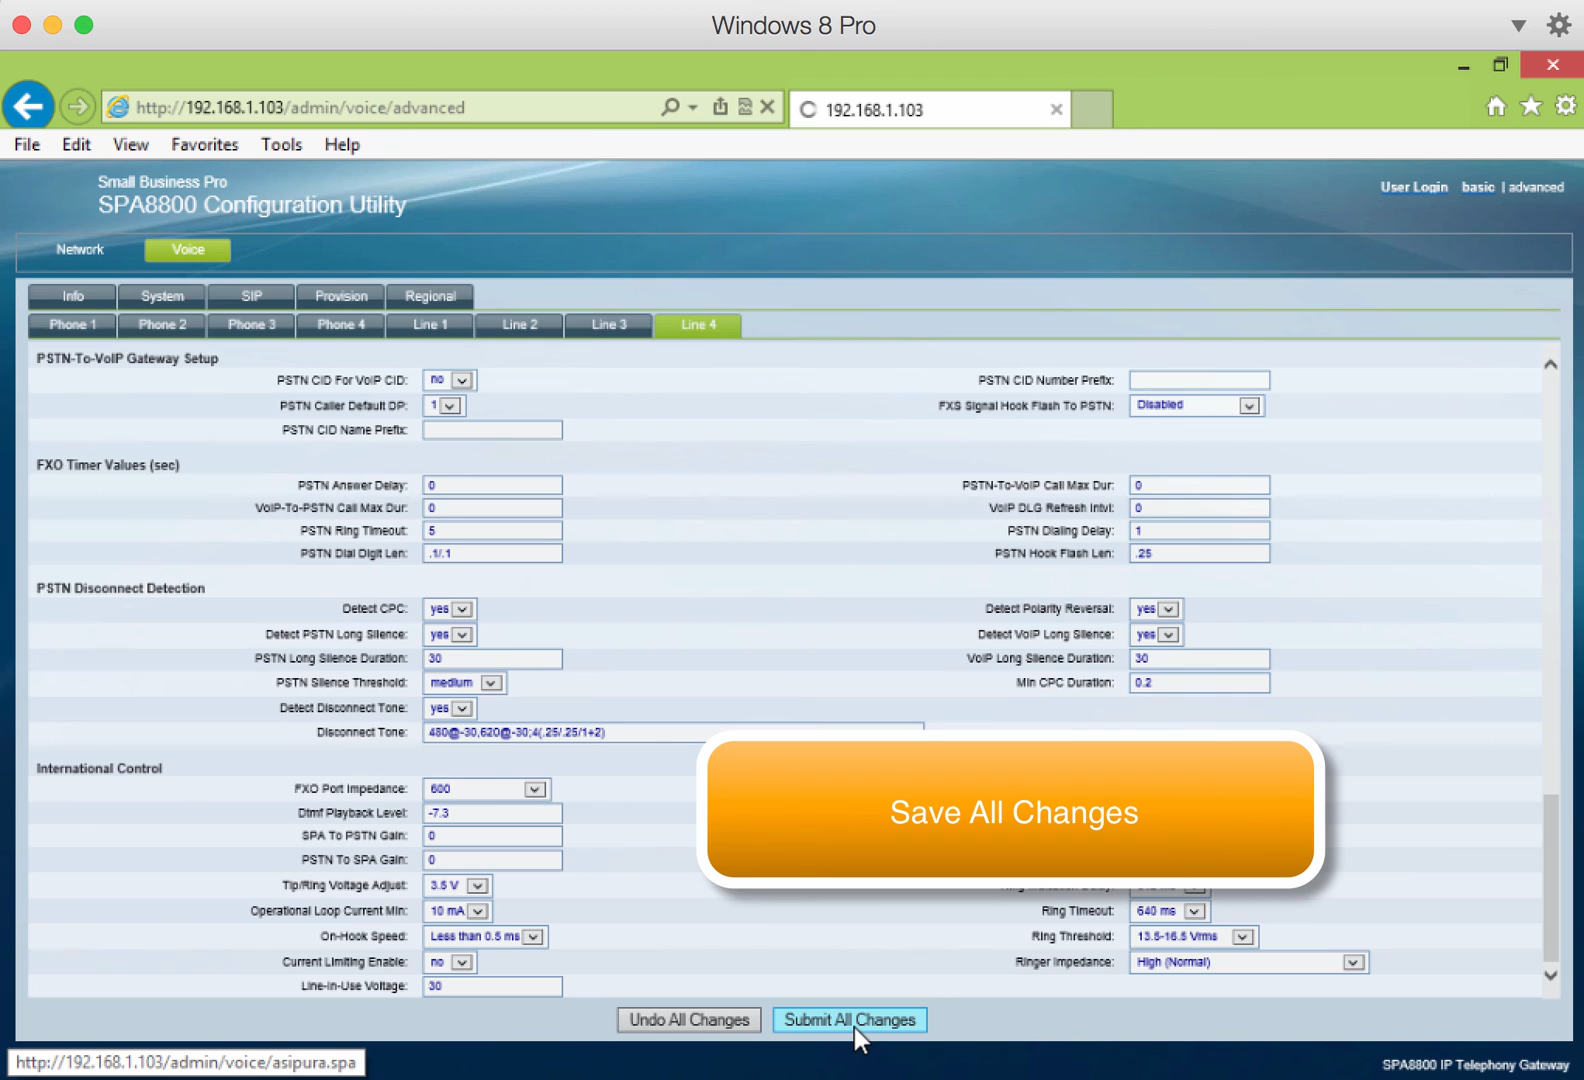 Windows 8 Pro
http://192.168.1.103/admin/voice/advanced
192.168.1.103
File Edit View Favorites Tools Help
Small Business Pro
SPA8800 Configuration Utility
User Login basic | advanced
Network Voice
Info System SIP Provision Regional
Phone 1 Phone 2 Phone 3 Phone 4 Line 1 Line 2 Line 3 Line 4
PSTN-To-VoIP Gateway Setup
PSTN CID For VoIP CID: no PSTN CID Number Prefix:
PSTN Caller Default DP: 1 FXS Signal Hook Flash To PSTN: Disabled
PSTN CID Name Prefix:
FXO Timer Values (sec)
PSTN Answer Delay: 0 PSTN-To-VoIP Call Max Dur: 0
VoIP-To-PSTN Call Max Dur: 0 VoIP DLG Refresh Intvl: 0
PSTN Ring Timeout: 5 PSTN Dialing Delay: 1
PSTN Dial Digit Len: .1/.1 PSTN Hook Flash Len: .25
PSTN Disconnect Detection
Detect CPC: yes Detect Polarity Reversal: yes
Detect PSTN Long Silence: yes Detect VoIP Long Silence: yes
PSTN Long Silence Duration: 30 VoIP Long Silence Duration: 30
PSTN Silence Threshold: medium Min CPC Duration: 0.2
Detect Disconnect Tone: yes
Disconnect Tone: 480@-30,620@-30;4(.25/.25/1+2)
International Control
FXO Port Impedance: 600
Dtmf Playback Level: -7.3
Save All Changes
SPA To PSTN Gain: 0
PSTN To SPA Gain: 0
Tip/Ring Voltage Adjust: 3.5 V
Operational Loop Current Min: 10 mA Ring Timeout: 640 ms
On-Hook Speed: Less than 0.5 ms Ring Threshold: 13.5-16.5 Vrms
Current Limiting Enable: no Ringer Impedance: High (Normal)
Line-In-Use Voltage: 30
Undo All Changes Submit All Changes
http://192.168.1.103/admin/voice/asipura.spa
SPA8800 IP Telephony Gateway